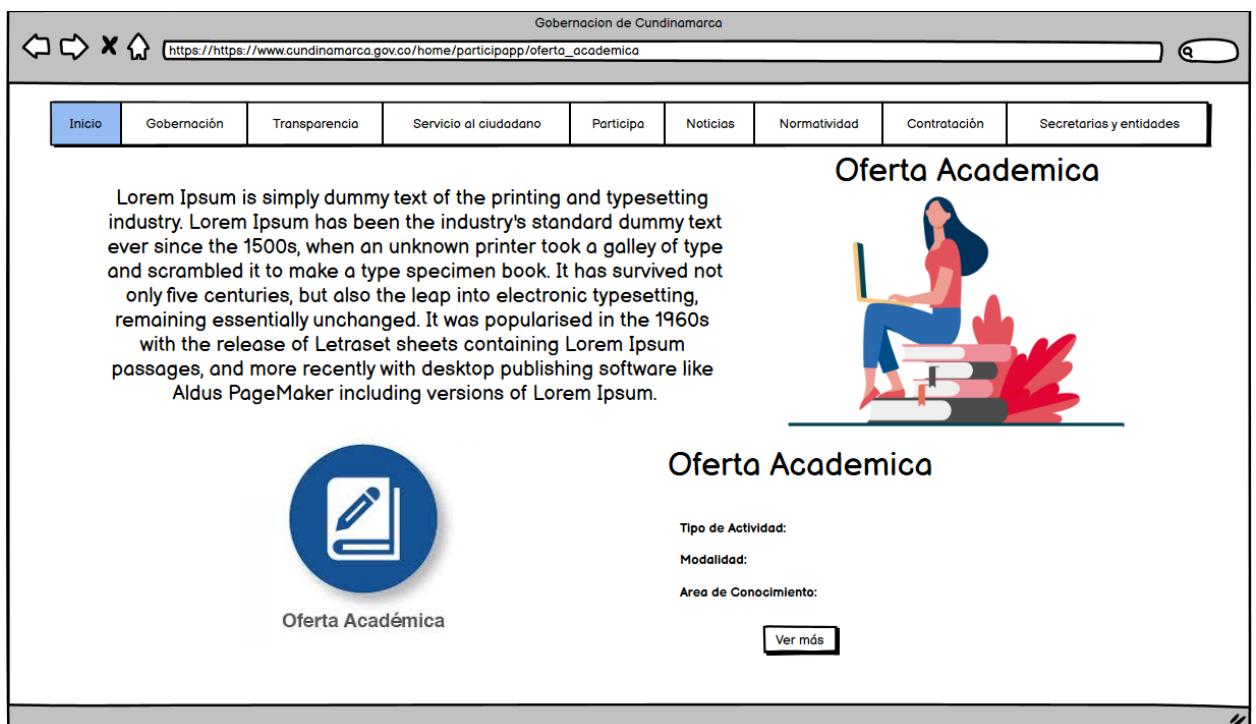 Gobernacion de Cundinamarca
https://https://www.cundinamarca.gov.co/home/participapp/oferta_academica
Inicio Gobernación Transparencia Servicio al ciudadano Participa Noticias Normatividad Contratación Secretarias y entidades
Oferta Academica
Lorem Ipsum is simply dummy text of the printing and typesetting
industry. Lorem Ipsum has been the industry's standard dummy text
ever since the 1500s, when an unknown printer took a galley of type
and scrambled it to make a type specimen book. It has survived not
only five centuries, but also the leap into electronic typesetting,
remaining essentially unchanged. It was popularised in the 1960s
with the release of Letraset sheets containing Lorem Ipsum
passages, and more recently with desktop publishing software like
Aldus PageMaker including versions of Lorem Ipsum.
Oferta Académica
Oferta Academica
Tipo de Actividad:
Modalidad:
Area de Conocimiento:
Ver más